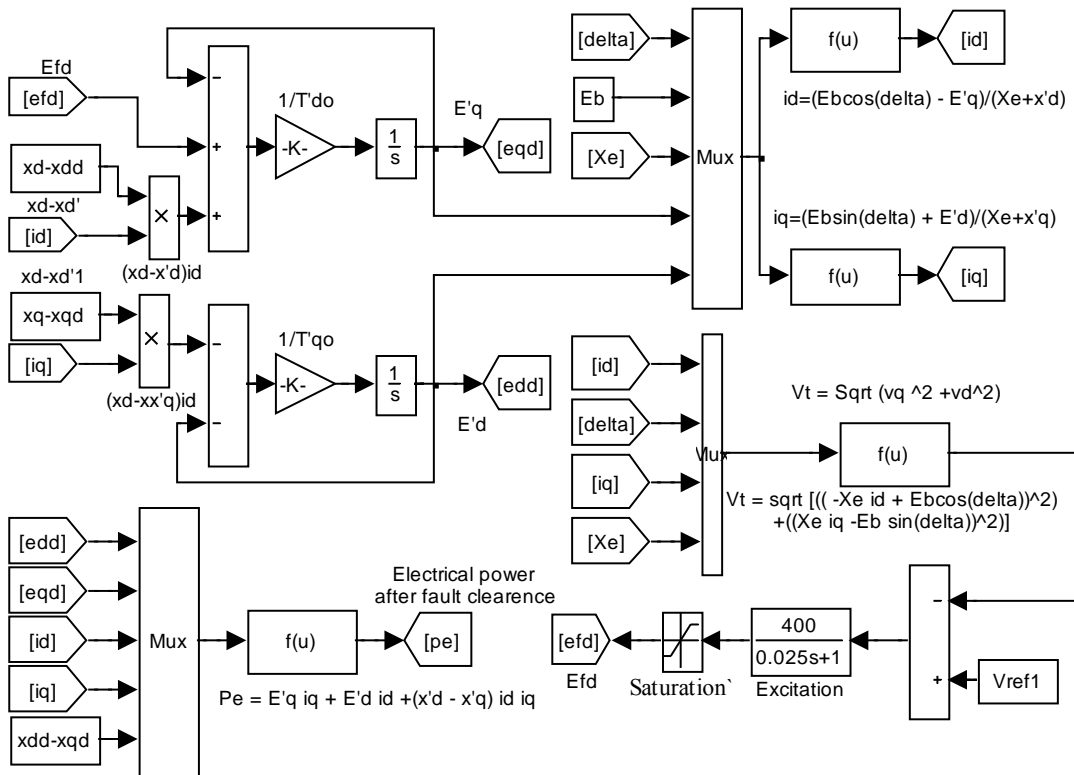 Efd
[efd]
xd-xdd
xd-xd'
[id]
×
(xd-x'd)id
−
+
+
1/T'do
-K-
1
s
E'q
[eqd]
xd-xd'1
xq-xqd
[iq]
×
(xd-xx'q)id
−
−
1/T'qo
-K-
1
s
E'd
[edd]
[delta]
Eb
[Xe]
Mux
f(u)
[id]
id=(Ebcos(delta) - E'q)/(Xe+x'd)
iq=(Ebsin(delta) + E'd)/(Xe+x'q)
f(u)
[iq]
[id]
[delta]
[iq]
[Xe]
Mux
Vt = Sqrt (vq ^2 +vd^2)
f(u)
Vt = sqrt [(( -Xe id + Ebcos(delta))^2)
+((Xe iq -Eb sin(delta))^2)]
[edd]
[eqd]
[id]
[iq]
xdd-xqd
Mux
f(u)
Electrical power
after fault clearence
[pe]
Pe = E'q iq + E'd id +(x'd - x'q) id iq
[efd]
Efd
Saturation`
400
0.025s+1
Excitation
−
+
Vref1